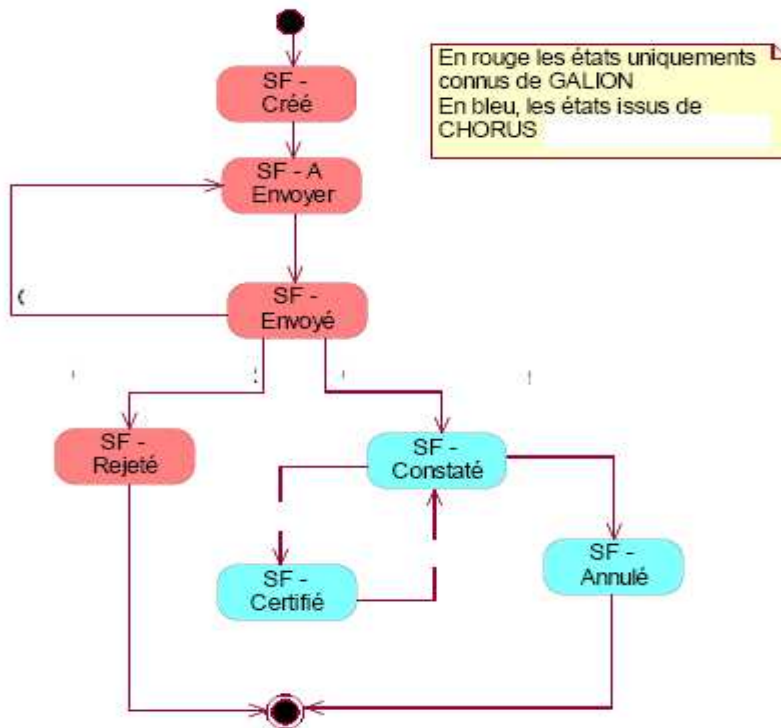 SF -
Créé
En rouge les états uniquements
connus de GALION
En bleu, les états issus de
CHORUS
SF - A
Envoyer
SF -
Envoyé
SF -
Rejeté
SF -
Constaté
SF -
Certifié
SF -
Annulé